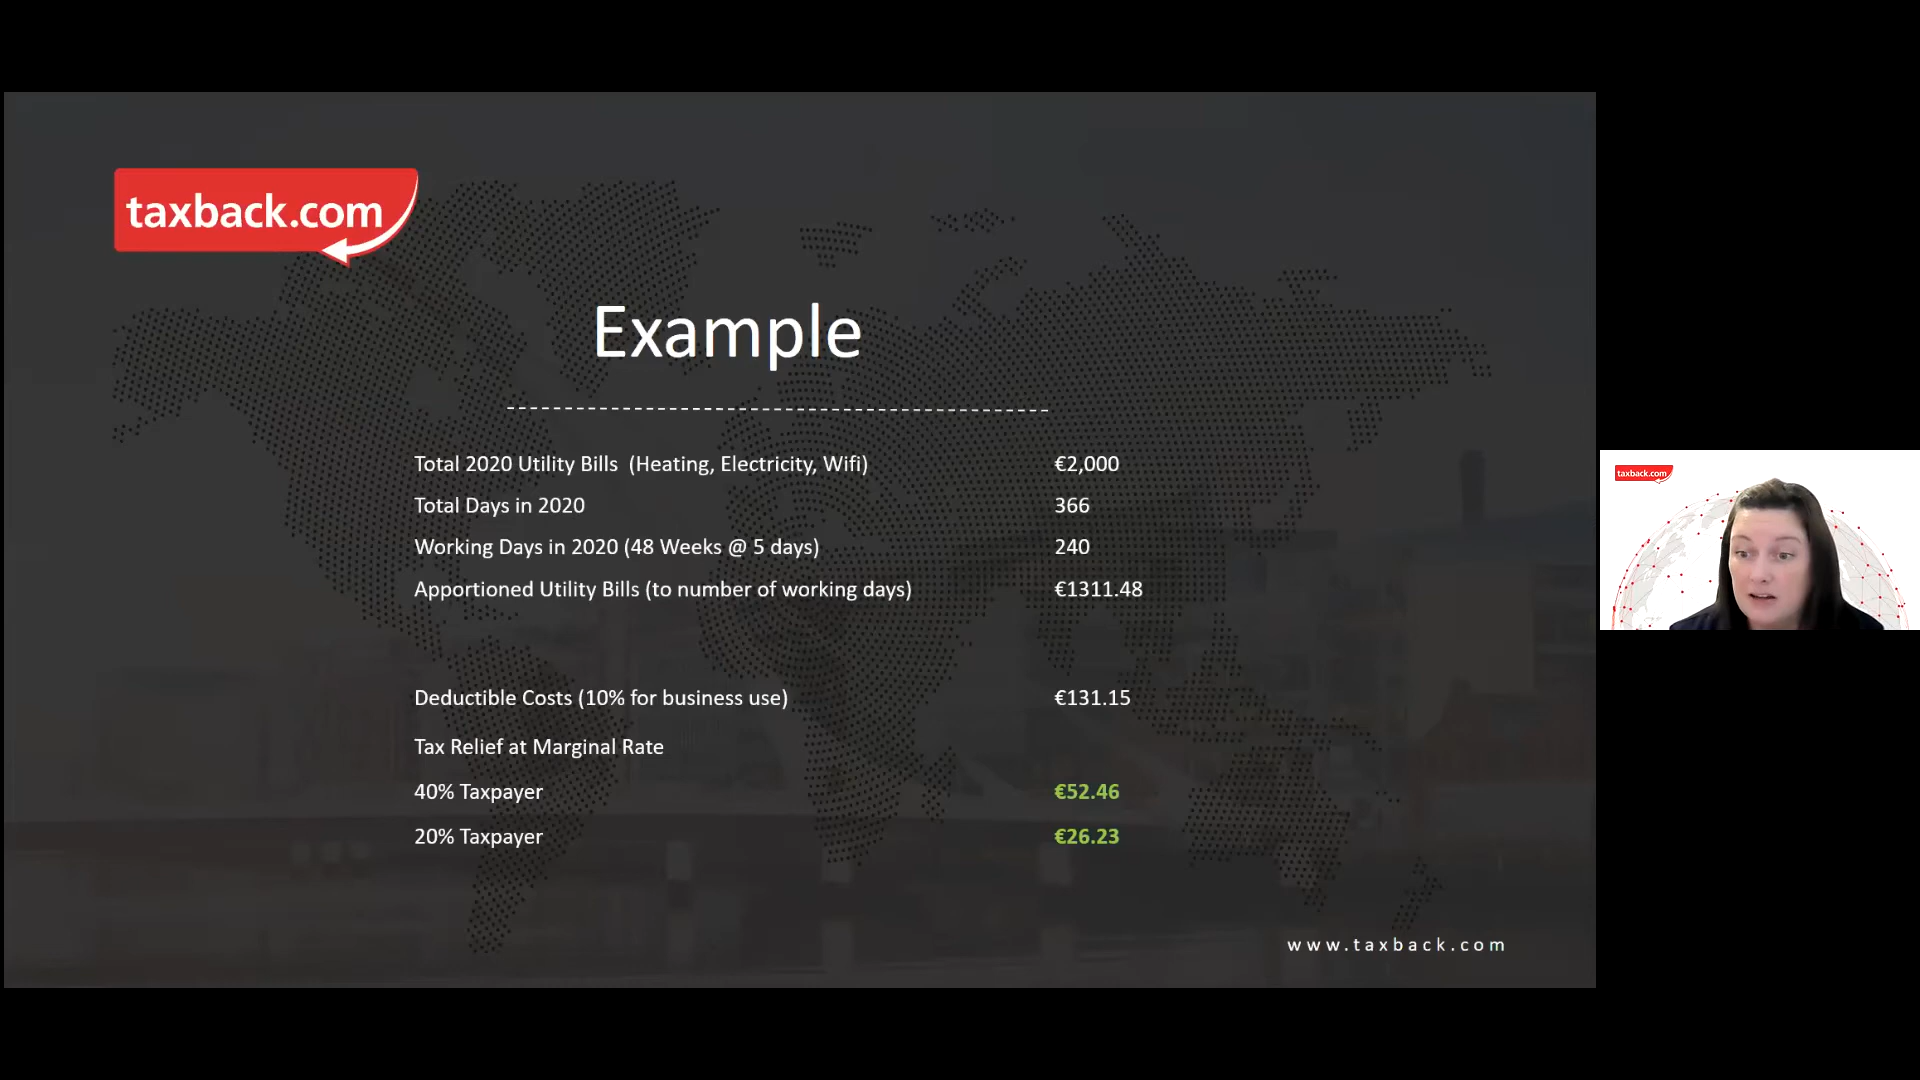 taxback.com
Example
Total 2020 Utility Bills (Heating, Electricity, Wifi) €2,000
Total Days in 2020 366
Working Days in 2020 (48 Weeks @ 5 days) 240
Apportioned Utility Bills (to number of working days) €1311.48
Deductible Costs (10% for business use) €131.15
Tax Relief at Marginal Rate
40% Taxpayer €52.46
20% Taxpayer €26.23
www.taxback.com
taxback.com